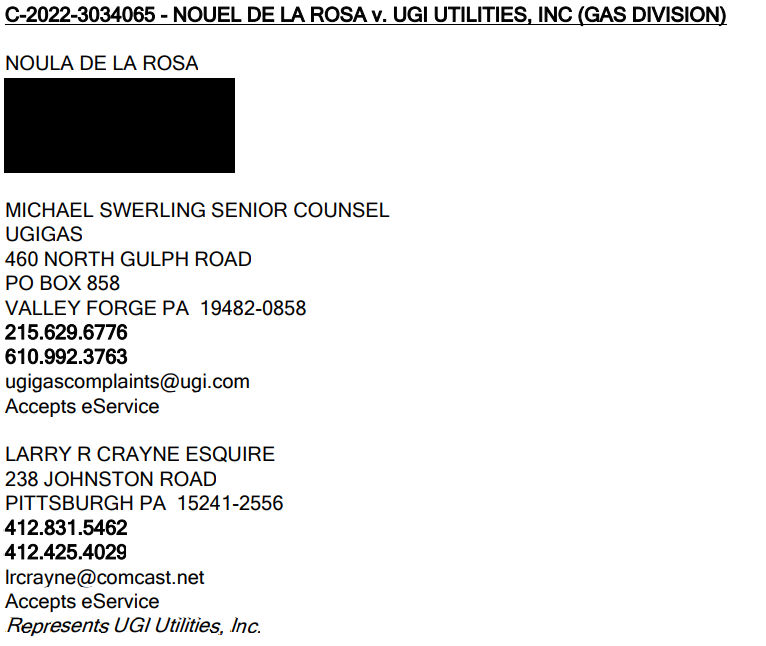 C-2022-3034065 - NOUEL DE LA ROSA v. UGI UTILITIES, INC (GAS DIVISION)
NOULA DE LA ROSA
MICHAEL SWERLING SENIOR COUNSEL
UGIGAS
460 NORTH GULPH ROAD
PO BOX 858
VALLEY FORGE PA  19482-0858
215.629.6776
610.992.3763
ugigascomplaints@ugi.com
Accepts eService
LARRY R CRAYNE ESQUIRE
238 JOHNSTON ROAD
PITTSBURGH PA  15241-2556
412.831.5462
412.425.4029
lrcrayne@comcast.net
Accepts eService
Represents UGI Utilities, Inc.